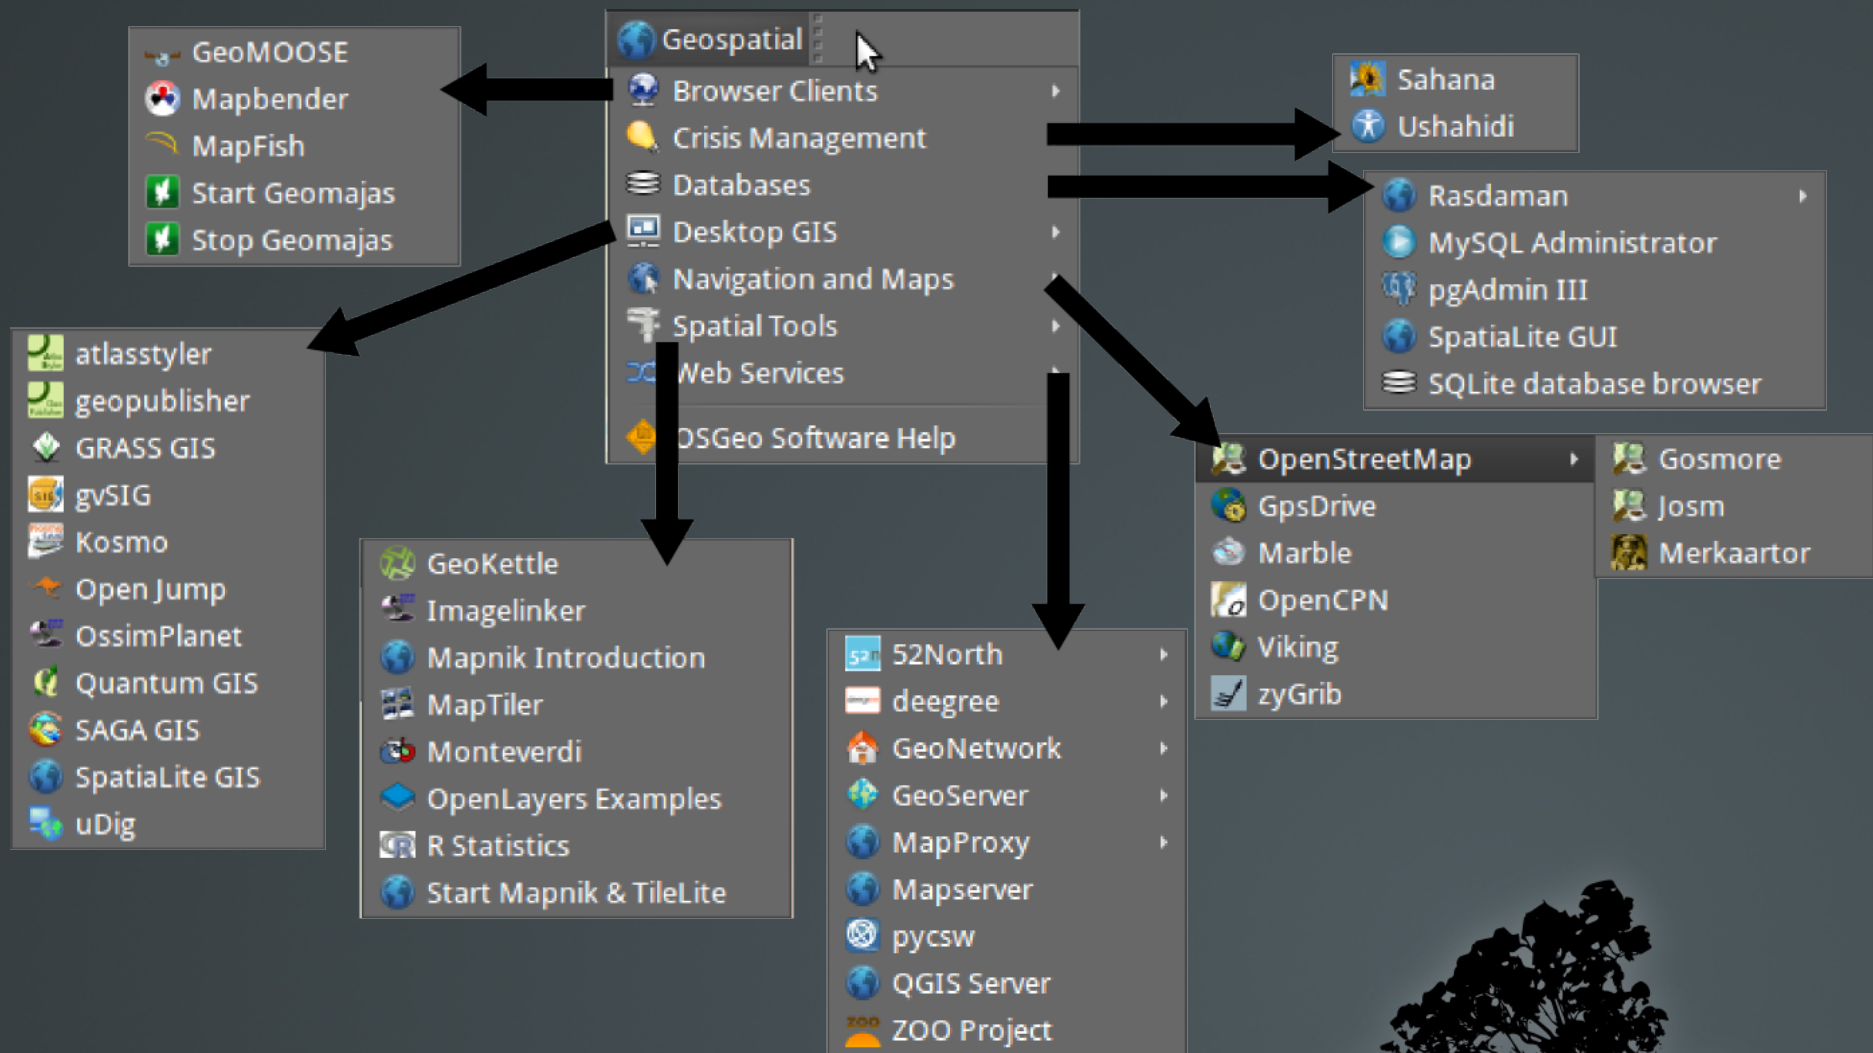 Geospatial
Browser Clients
Crisis Management
Databases
Desktop GIS
Navigation and Maps
Spatial Tools
Web Services
OSGeo Software Help
GeoMOOSE
Mapbender
MapFish
Start Geomajas
Stop Geomajas
Sahana
Ushahidi
Rasdaman
MySQL Administrator
pgAdmin III
SpatiaLite GUI
SQLite database browser
atlasstyler
geopublisher
GRASS GIS
gvSIG
Kosmo
Open Jump
OssimPlanet
Quantum GIS
SAGA GIS
SpatiaLite GIS
uDig
GeoKettle
Imagelinker
Mapnik Introduction
MapTiler
Monteverdi
OpenLayers Examples
R Statistics
Start Mapnik & TileLite
52North
deegree
GeoNetwork
GeoServer
MapProxy
Mapserver
pycsw
QGIS Server
ZOO Project
OpenStreetMap
GpsDrive
Marble
OpenCPN
Viking
zyGrib
Gosmore
Josm
Merkaartor